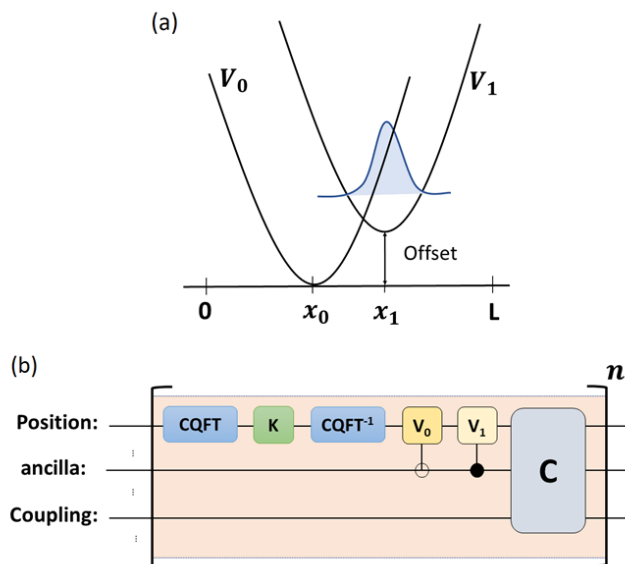 (a)
V₀
V₁
Offset
0
x₀
x₁
L
(b)
n
Position:
CQFT
K
CQFT⁻¹
V₀
V₁
ancilla:
C
Coupling: